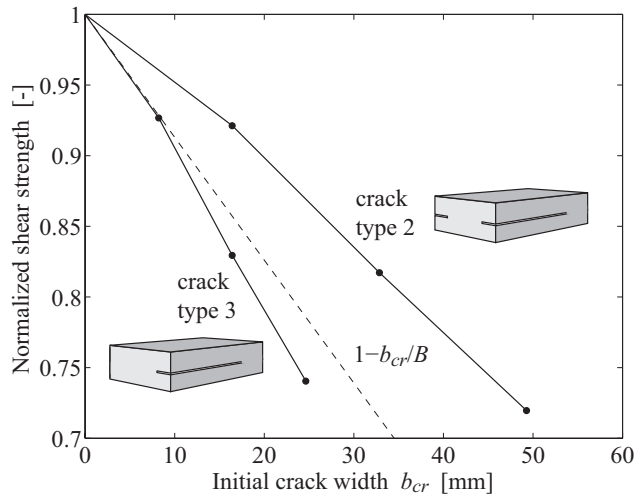 Normalized shear strength [-]
1
0.95
0.9
0.85
0.8
0.75
0.7
crack
type 2
crack
type 3
1−b_cr/B
0 10 20 30 40 50 60
Initial crack width b_cr [mm]